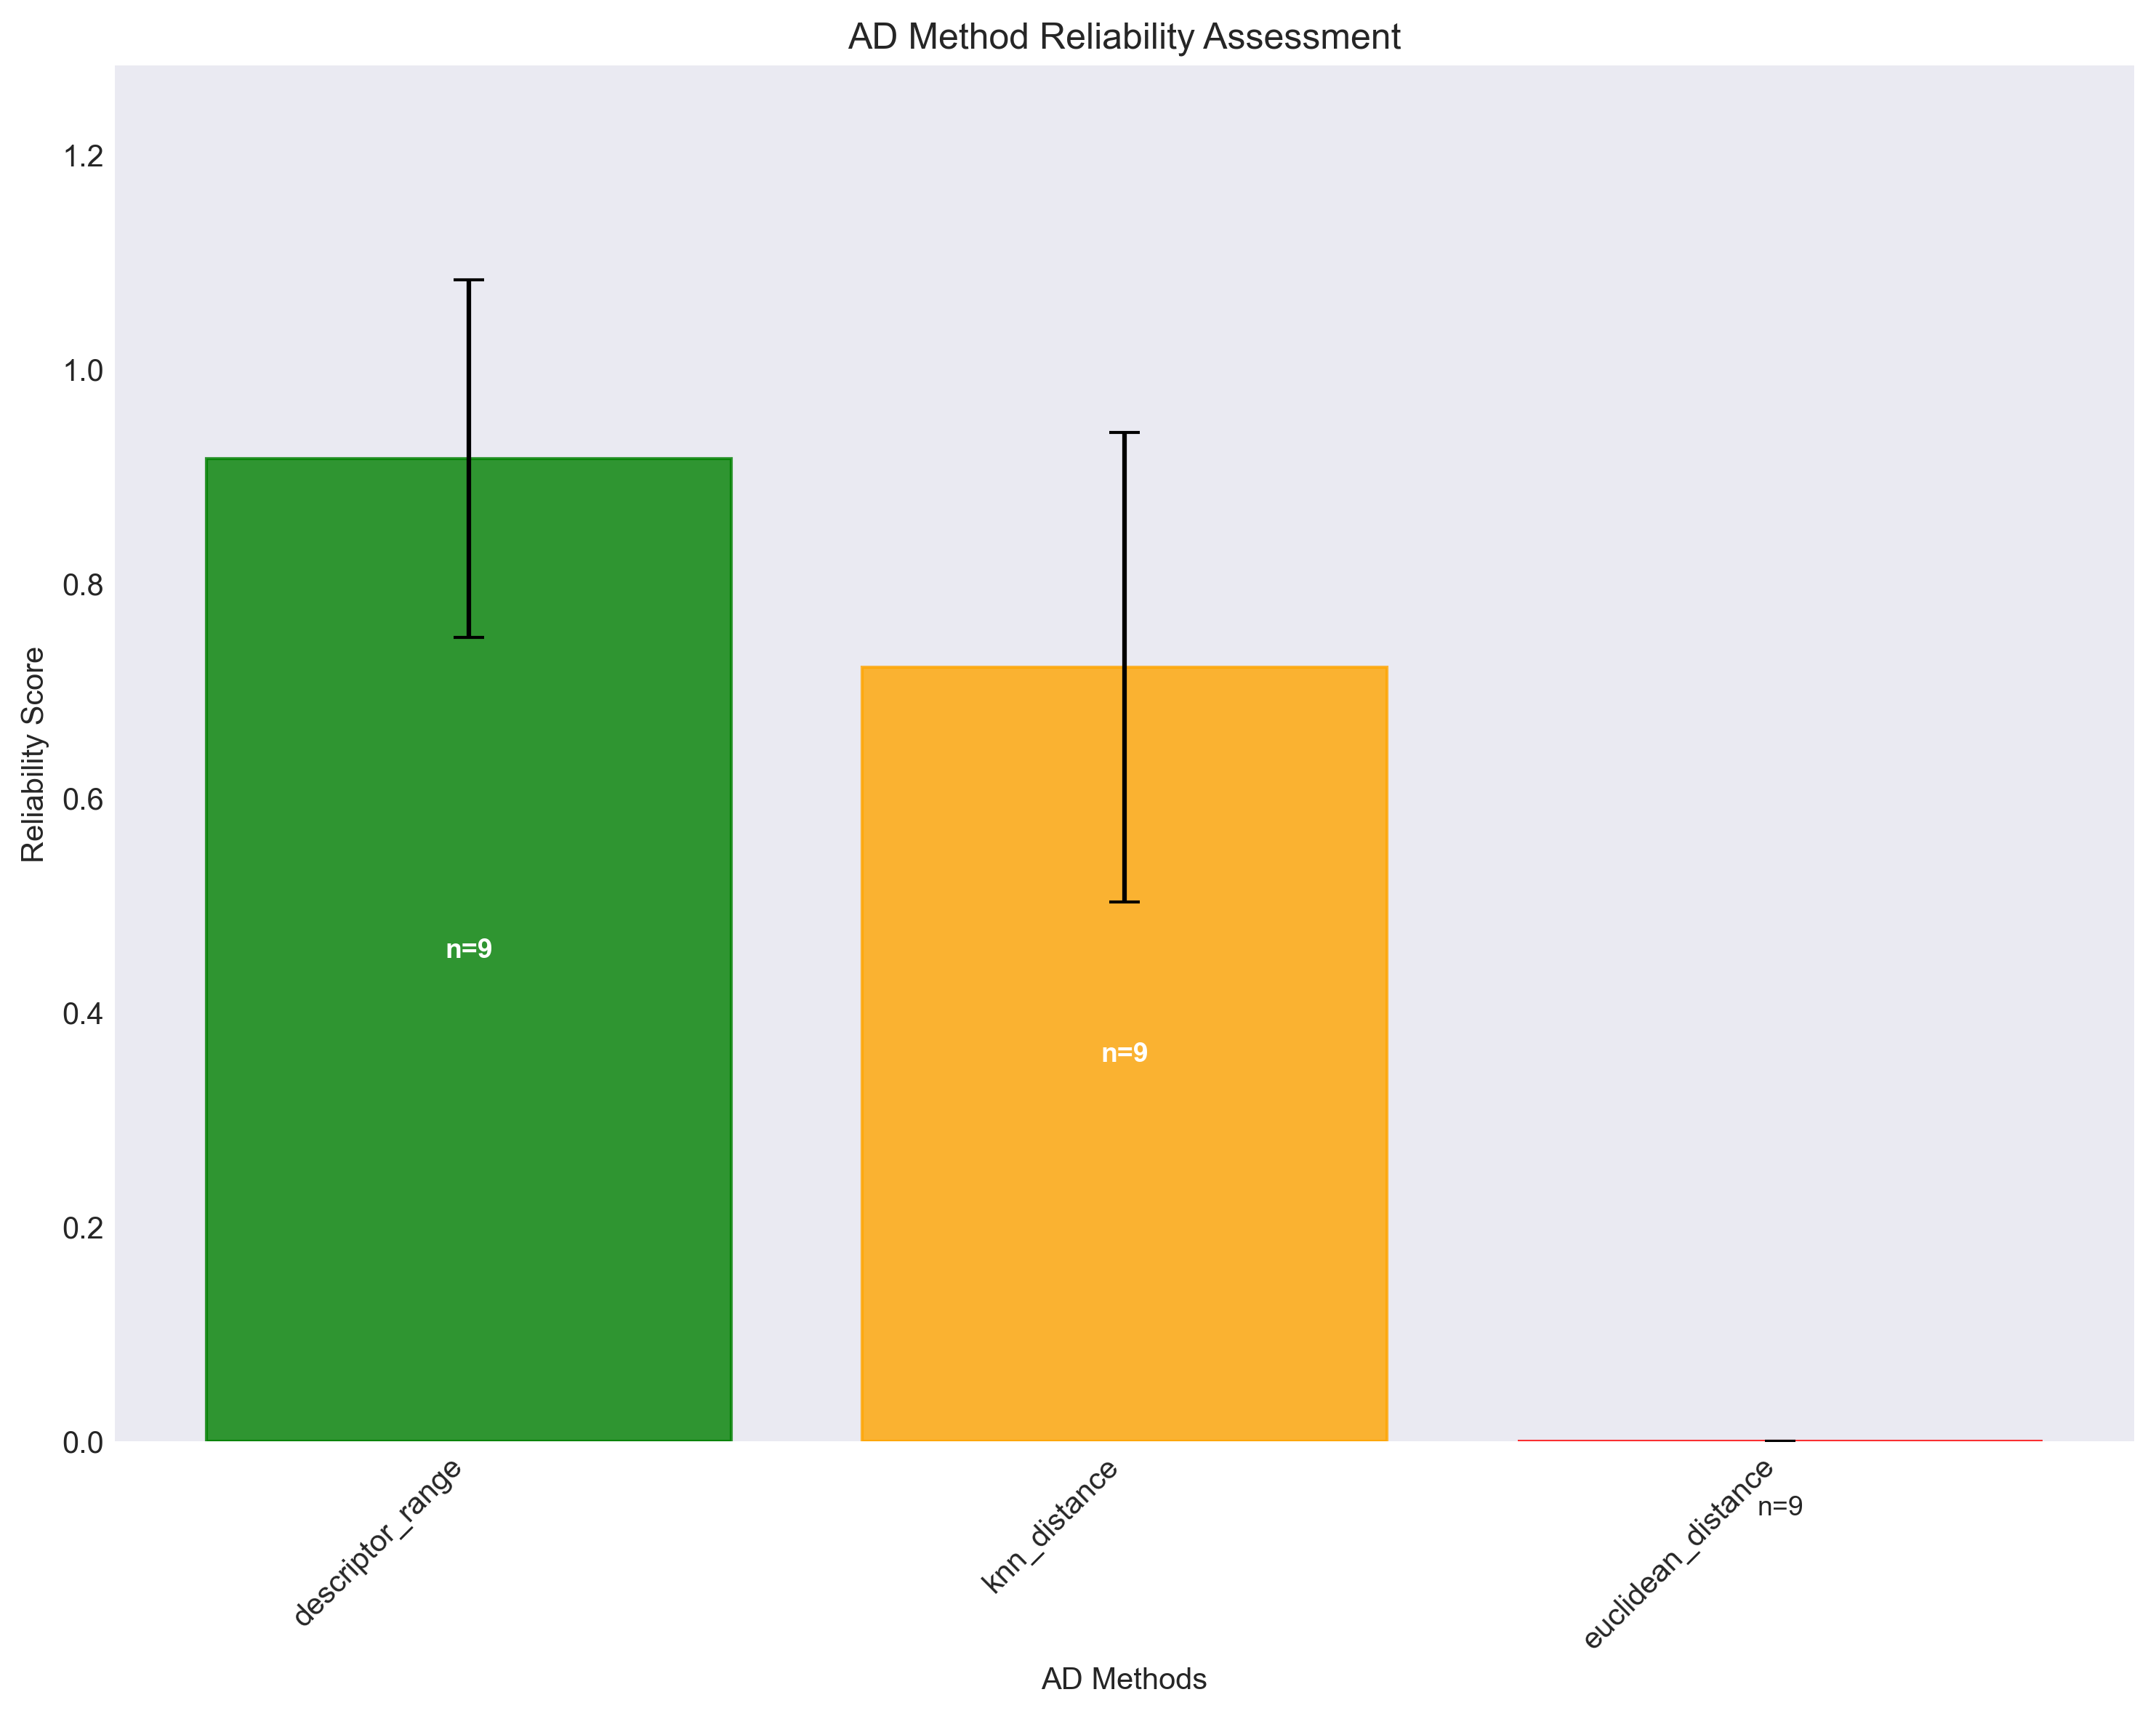 AD Method Reliability Assessment
1.2
1.0
0.8
0.6
0.4
0.2
0.0
Reliability Score
n=9
n=9
n=9
descriptor_range
knn_distance
euclidean_distance
AD Methods